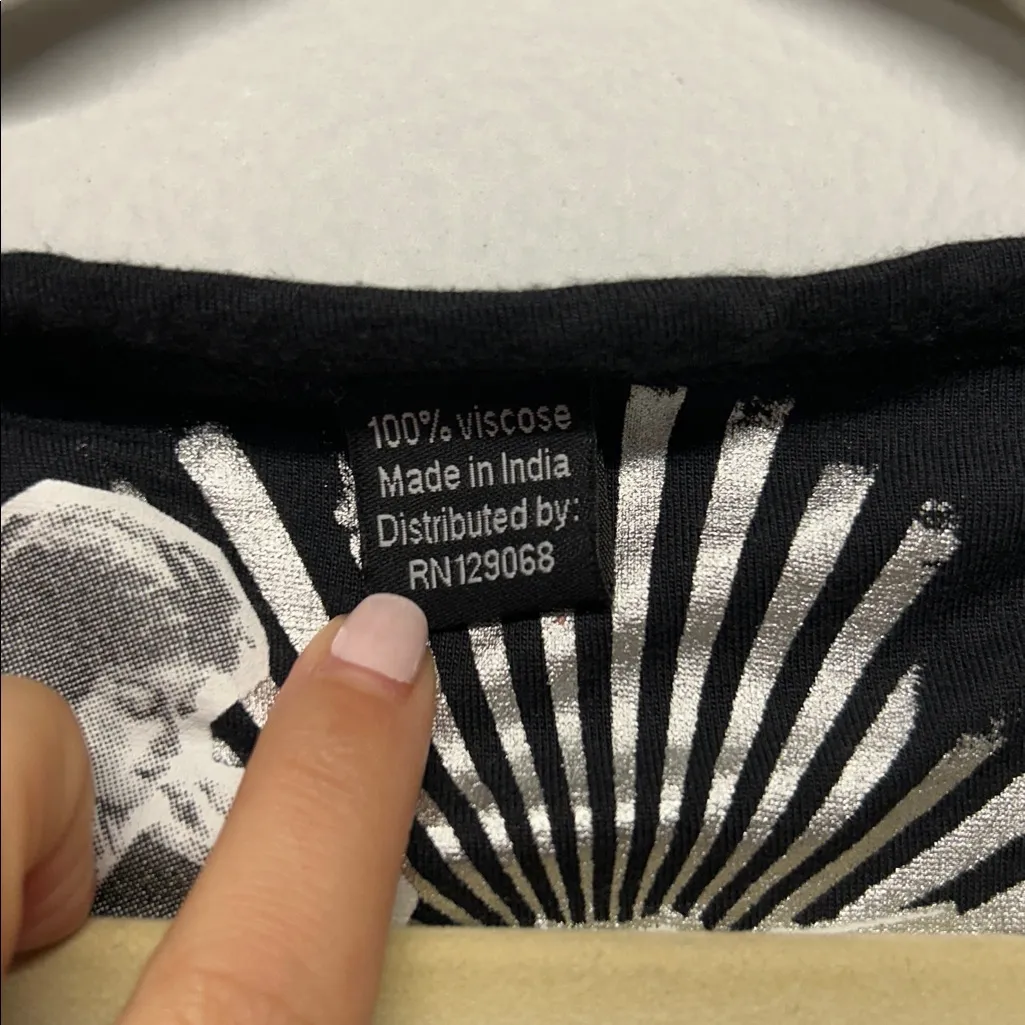 100% viscose
Made in India
Distributed by:
RN129068